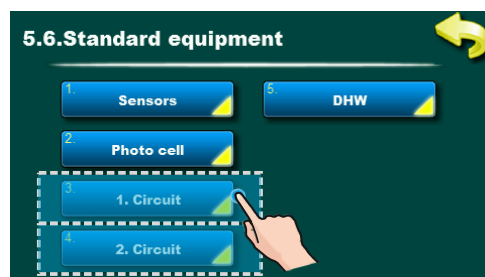 5.6.Standard equipment
1.
Sensors
5.
DHW
2.
Photo cell
3.
1. Circuit
4.
2. Circuit